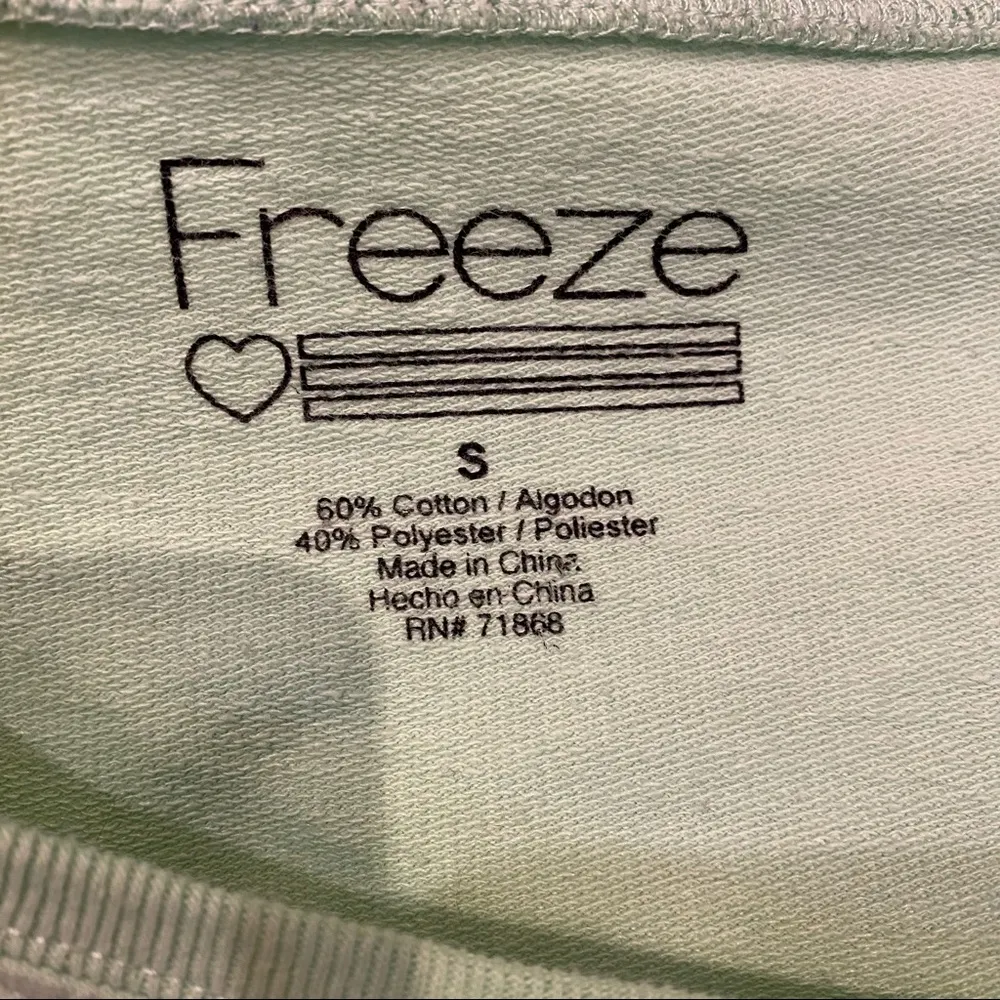 Freeze
S
60% Cotton / Algodon
40% Polyester / Poliester
Made in China
Hecho en China
RN# 71868